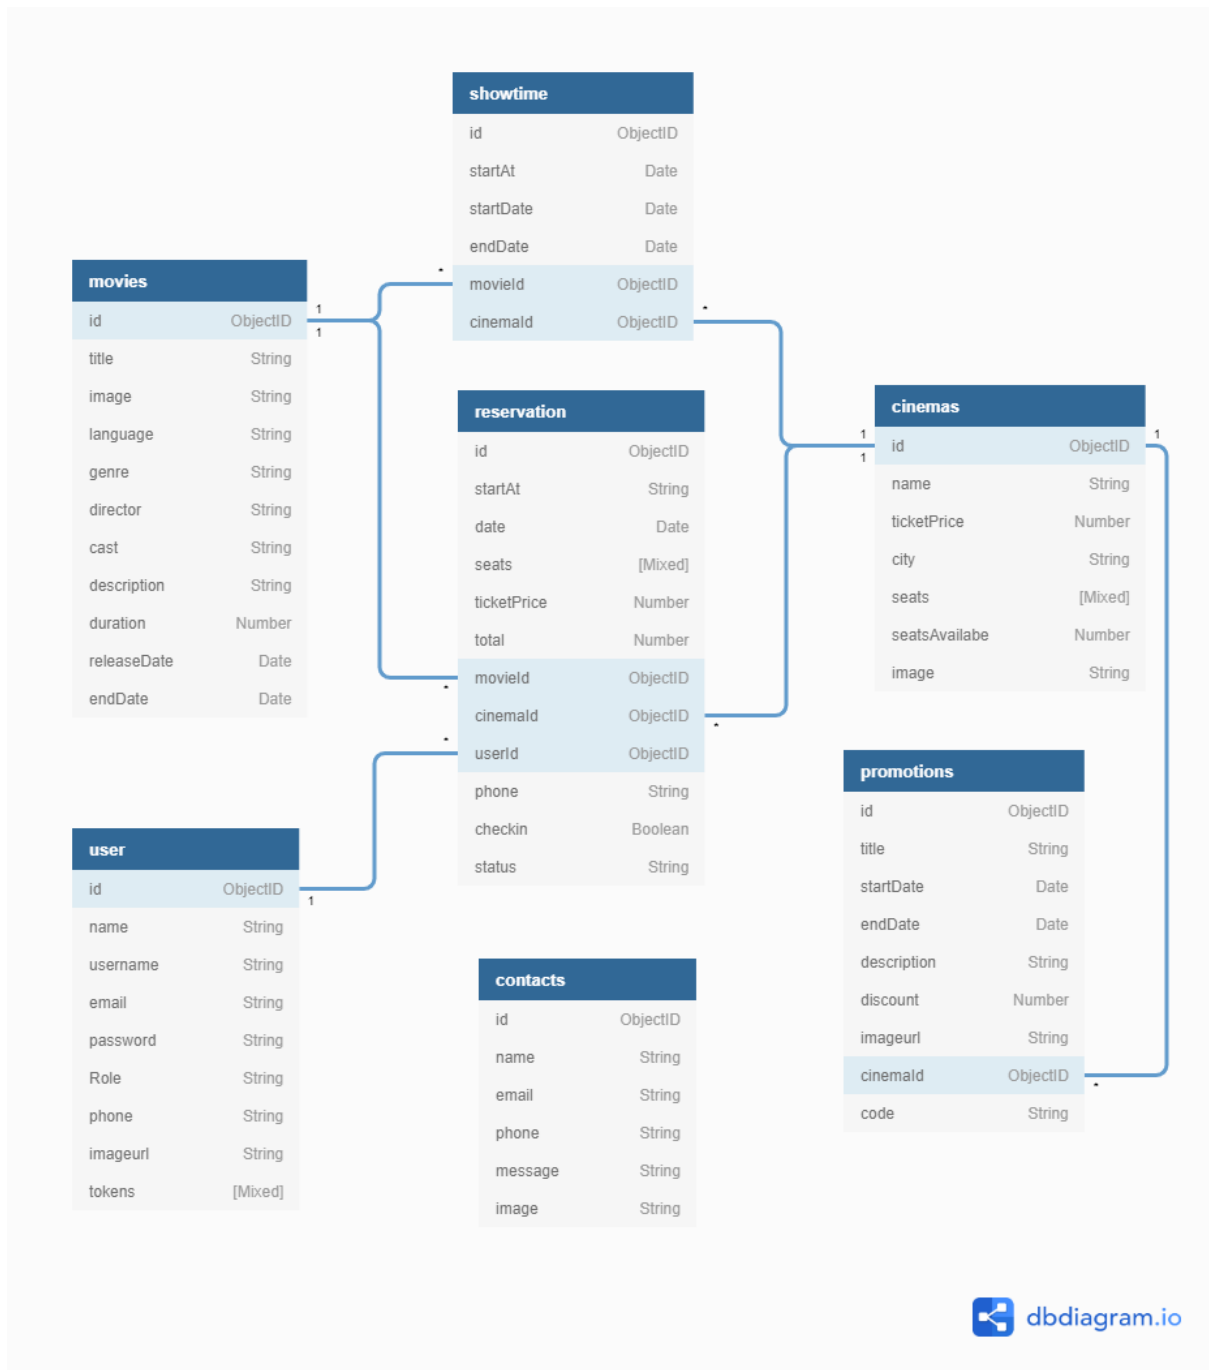 showtime
id ObjectID
startAt Date
startDate Date
endDate Date
* movieId ObjectID
cinemaId ObjectID *
movies
id ObjectID 1
1
title String
image String
language String
genre String
director String
cast String
description String
duration Number
releaseDate Date
endDate Date
reservation
id ObjectID
startAt String
date Date
seats [Mixed]
ticketPrice Number
total Number
* movieId ObjectID
cinemaId ObjectID *
* userId ObjectID
phone String
checkin Boolean
status String
cinemas
1 id ObjectID 1
1
name String
ticketPrice Number
city String
seats [Mixed]
seatsAvailabe Number
image String
promotions
id ObjectID
title String
startDate Date
endDate Date
description String
discount Number
imageurl String
cinemaId ObjectID *
code String
user
id ObjectID 1
name String
username String
email String
password String
Role String
phone String
imageurl String
tokens [Mixed]
contacts
id ObjectID
name String
email String
phone String
message String
image String
dbdiagram.io